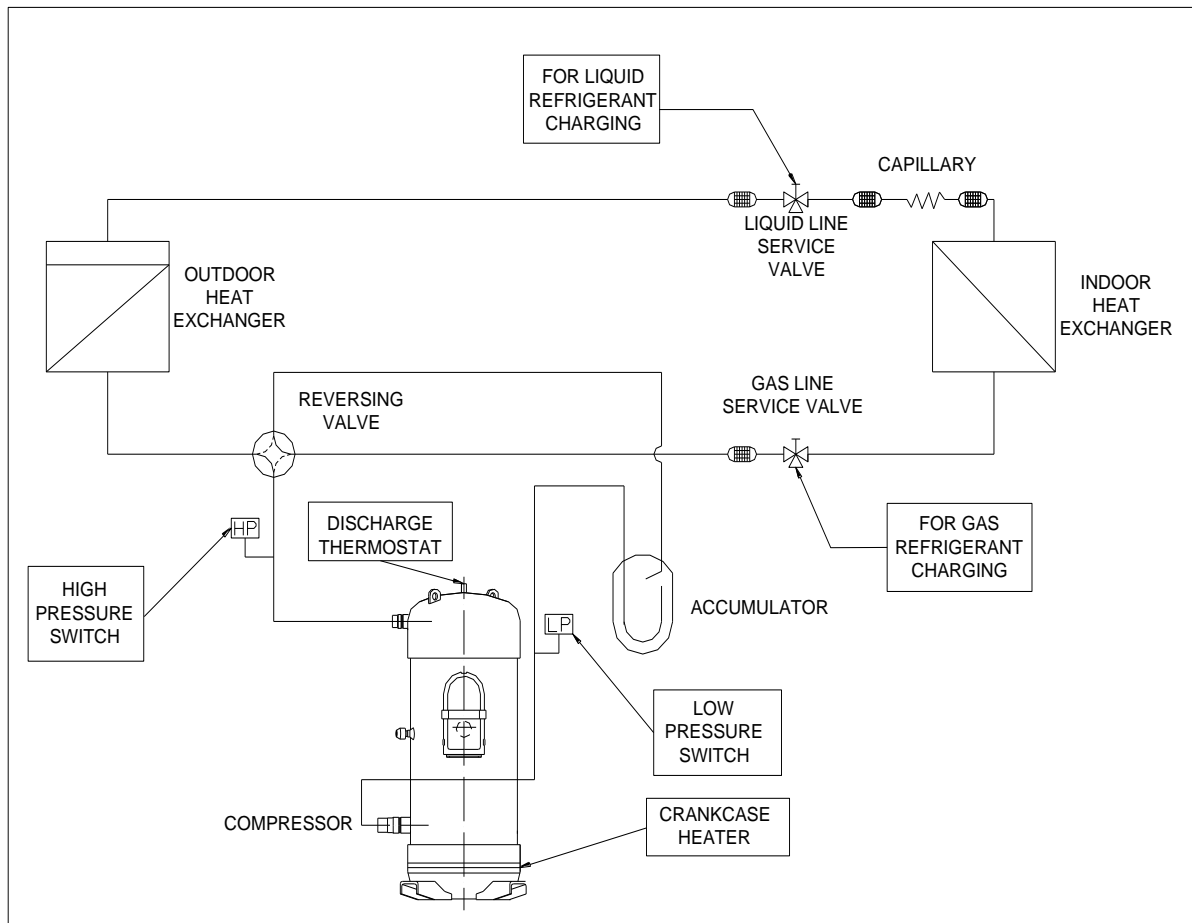 FOR LIQUID
REFRIGERANT
CHARGING
CAPILLARY
LIQUID LINE
SERVICE
VALVE
OUTDOOR
HEAT
EXCHANGER
INDOOR
HEAT
EXCHANGER
REVERSING
VALVE
GAS LINE
SERVICE VALVE
HP
DISCHARGE
THERMOSTAT
FOR GAS
REFRIGERANT
CHARGING
HIGH
PRESSURE
SWITCH
ACCUMULATOR
LP
LOW
PRESSURE
SWITCH
COMPRESSOR
CRANKCASE
HEATER